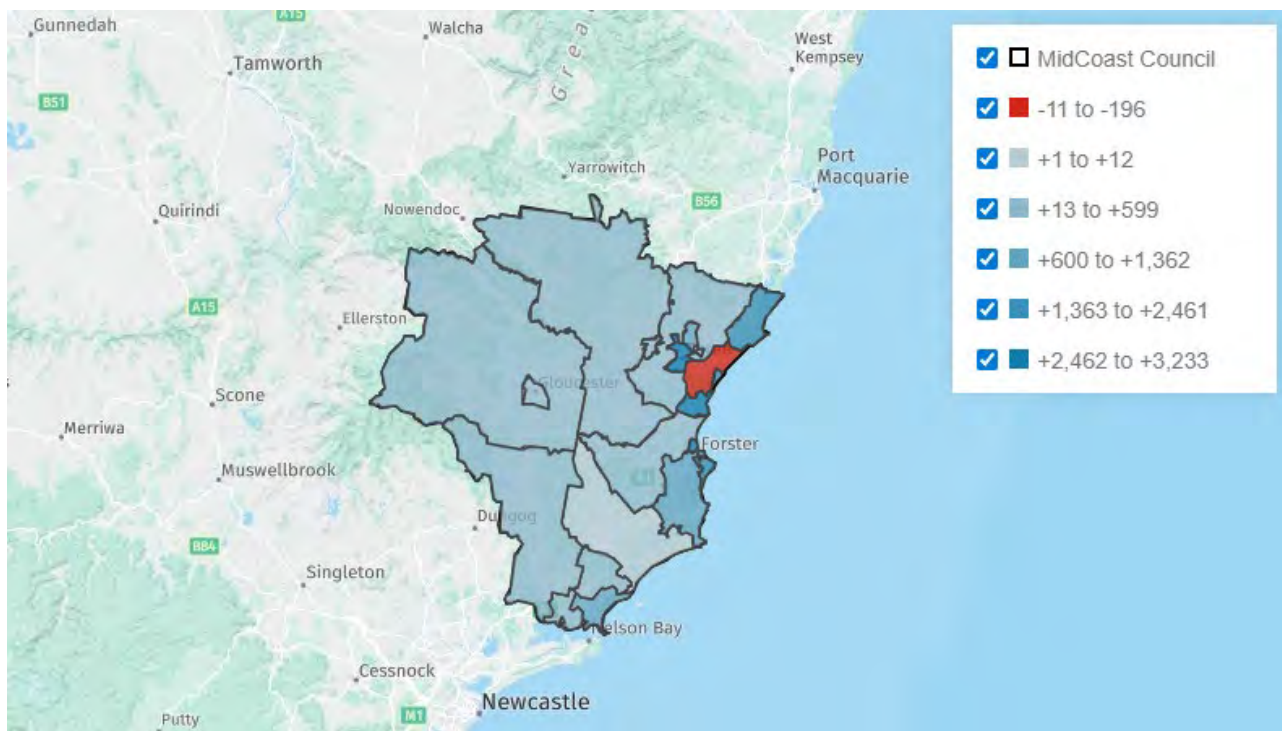 Gunnedah
A15
Walcha
Great
West
Kempsey
Tamworth
B51
Port
Macquarie
Yarrowitch
B56
Quirindi
Nowendoc
A15
Ellerston
Gloucester
Scone
Merriwa
Forster
Muswellbrook
Dungog
B84
Singleton
Nelson Bay
Cessnock
Newcastle
M1
Putty
MidCoast Council
-11 to -196
+1 to +12
+13 to +599
+600 to +1,362
+1,363 to +2,461
+2,462 to +3,233